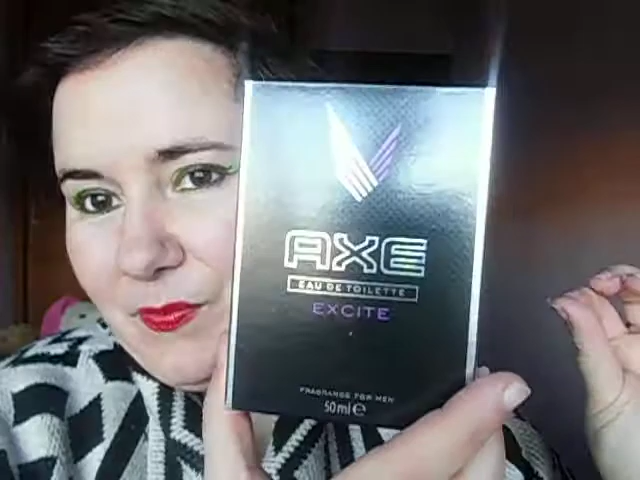 AXE
EAU DE TOILETTE
EXCITE
FRAGRANCE FOR MEN
50ml℮